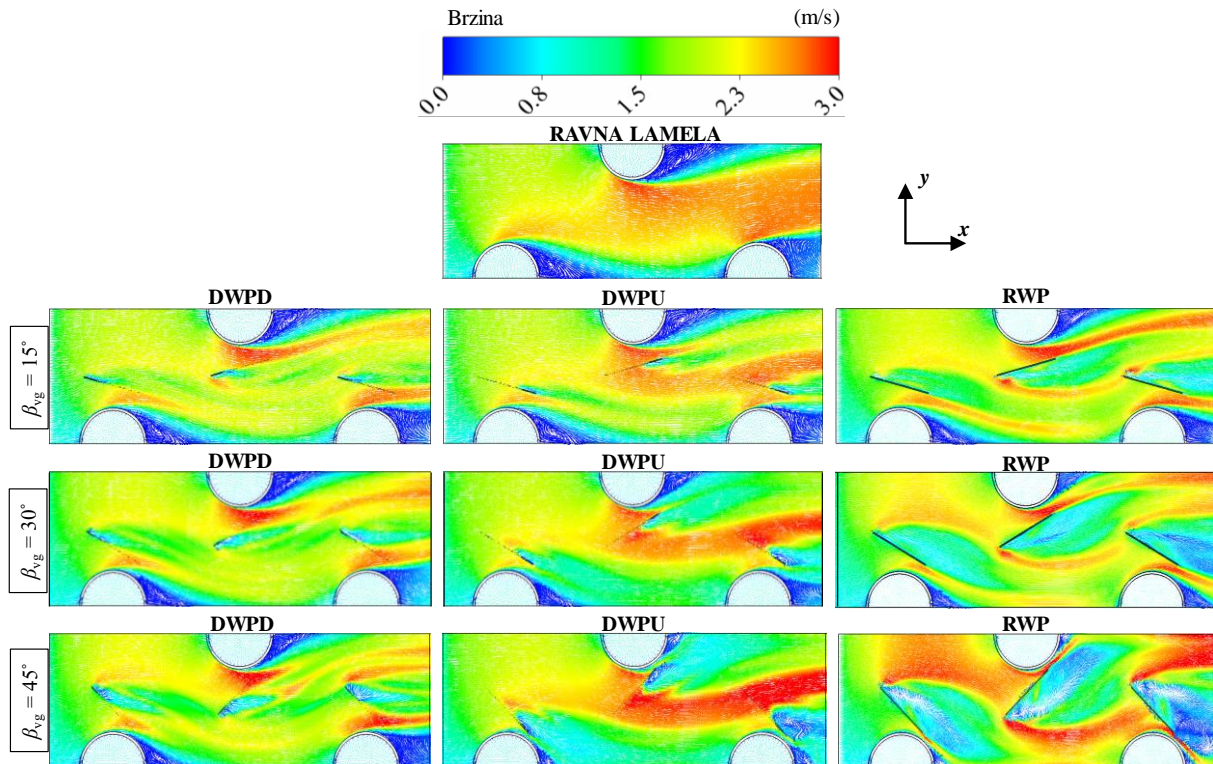 Brzina (m/s)
0.0 0.8 1.5 2.3 3.0
RAVNA LAMELA
y
x
DWPD DWPU RWP
βvg = 15°
DWPD DWPU RWP
βvg = 30°
DWPD DWPU RWP
βvg = 45°